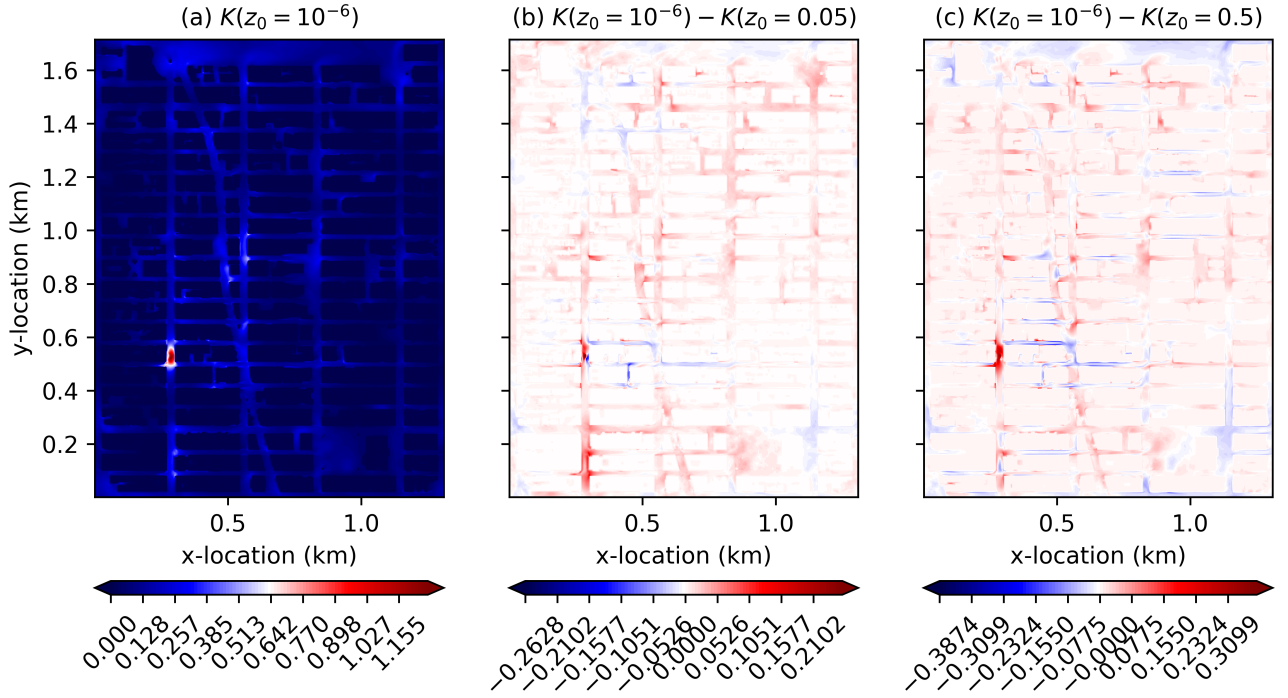 (a) K(z₀ = 10⁻⁶)
(b) K(z₀ = 10⁻⁶) − K(z₀ = 0.05)
(c) K(z₀ = 10⁻⁶) − K(z₀ = 0.5)
y-location (km)
1.6
1.4
1.2
1.0
0.8
0.6
0.4
0.2
0.5 1.0
0.5 1.0
0.5 1.0
x-location (km)
x-location (km)
x-location (km)
0.000 0.128 0.257 0.385 0.513 0.642 0.770 0.898 1.027 1.155
−0.2628 −0.2102 −0.1577 −0.1051 −0.0526 0.0000 0.0526 0.1051 0.1577 0.2102
−0.3874 −0.3099 −0.2324 −0.1550 −0.0775 −0.0000 0.0775 0.1550 0.2324 0.3099